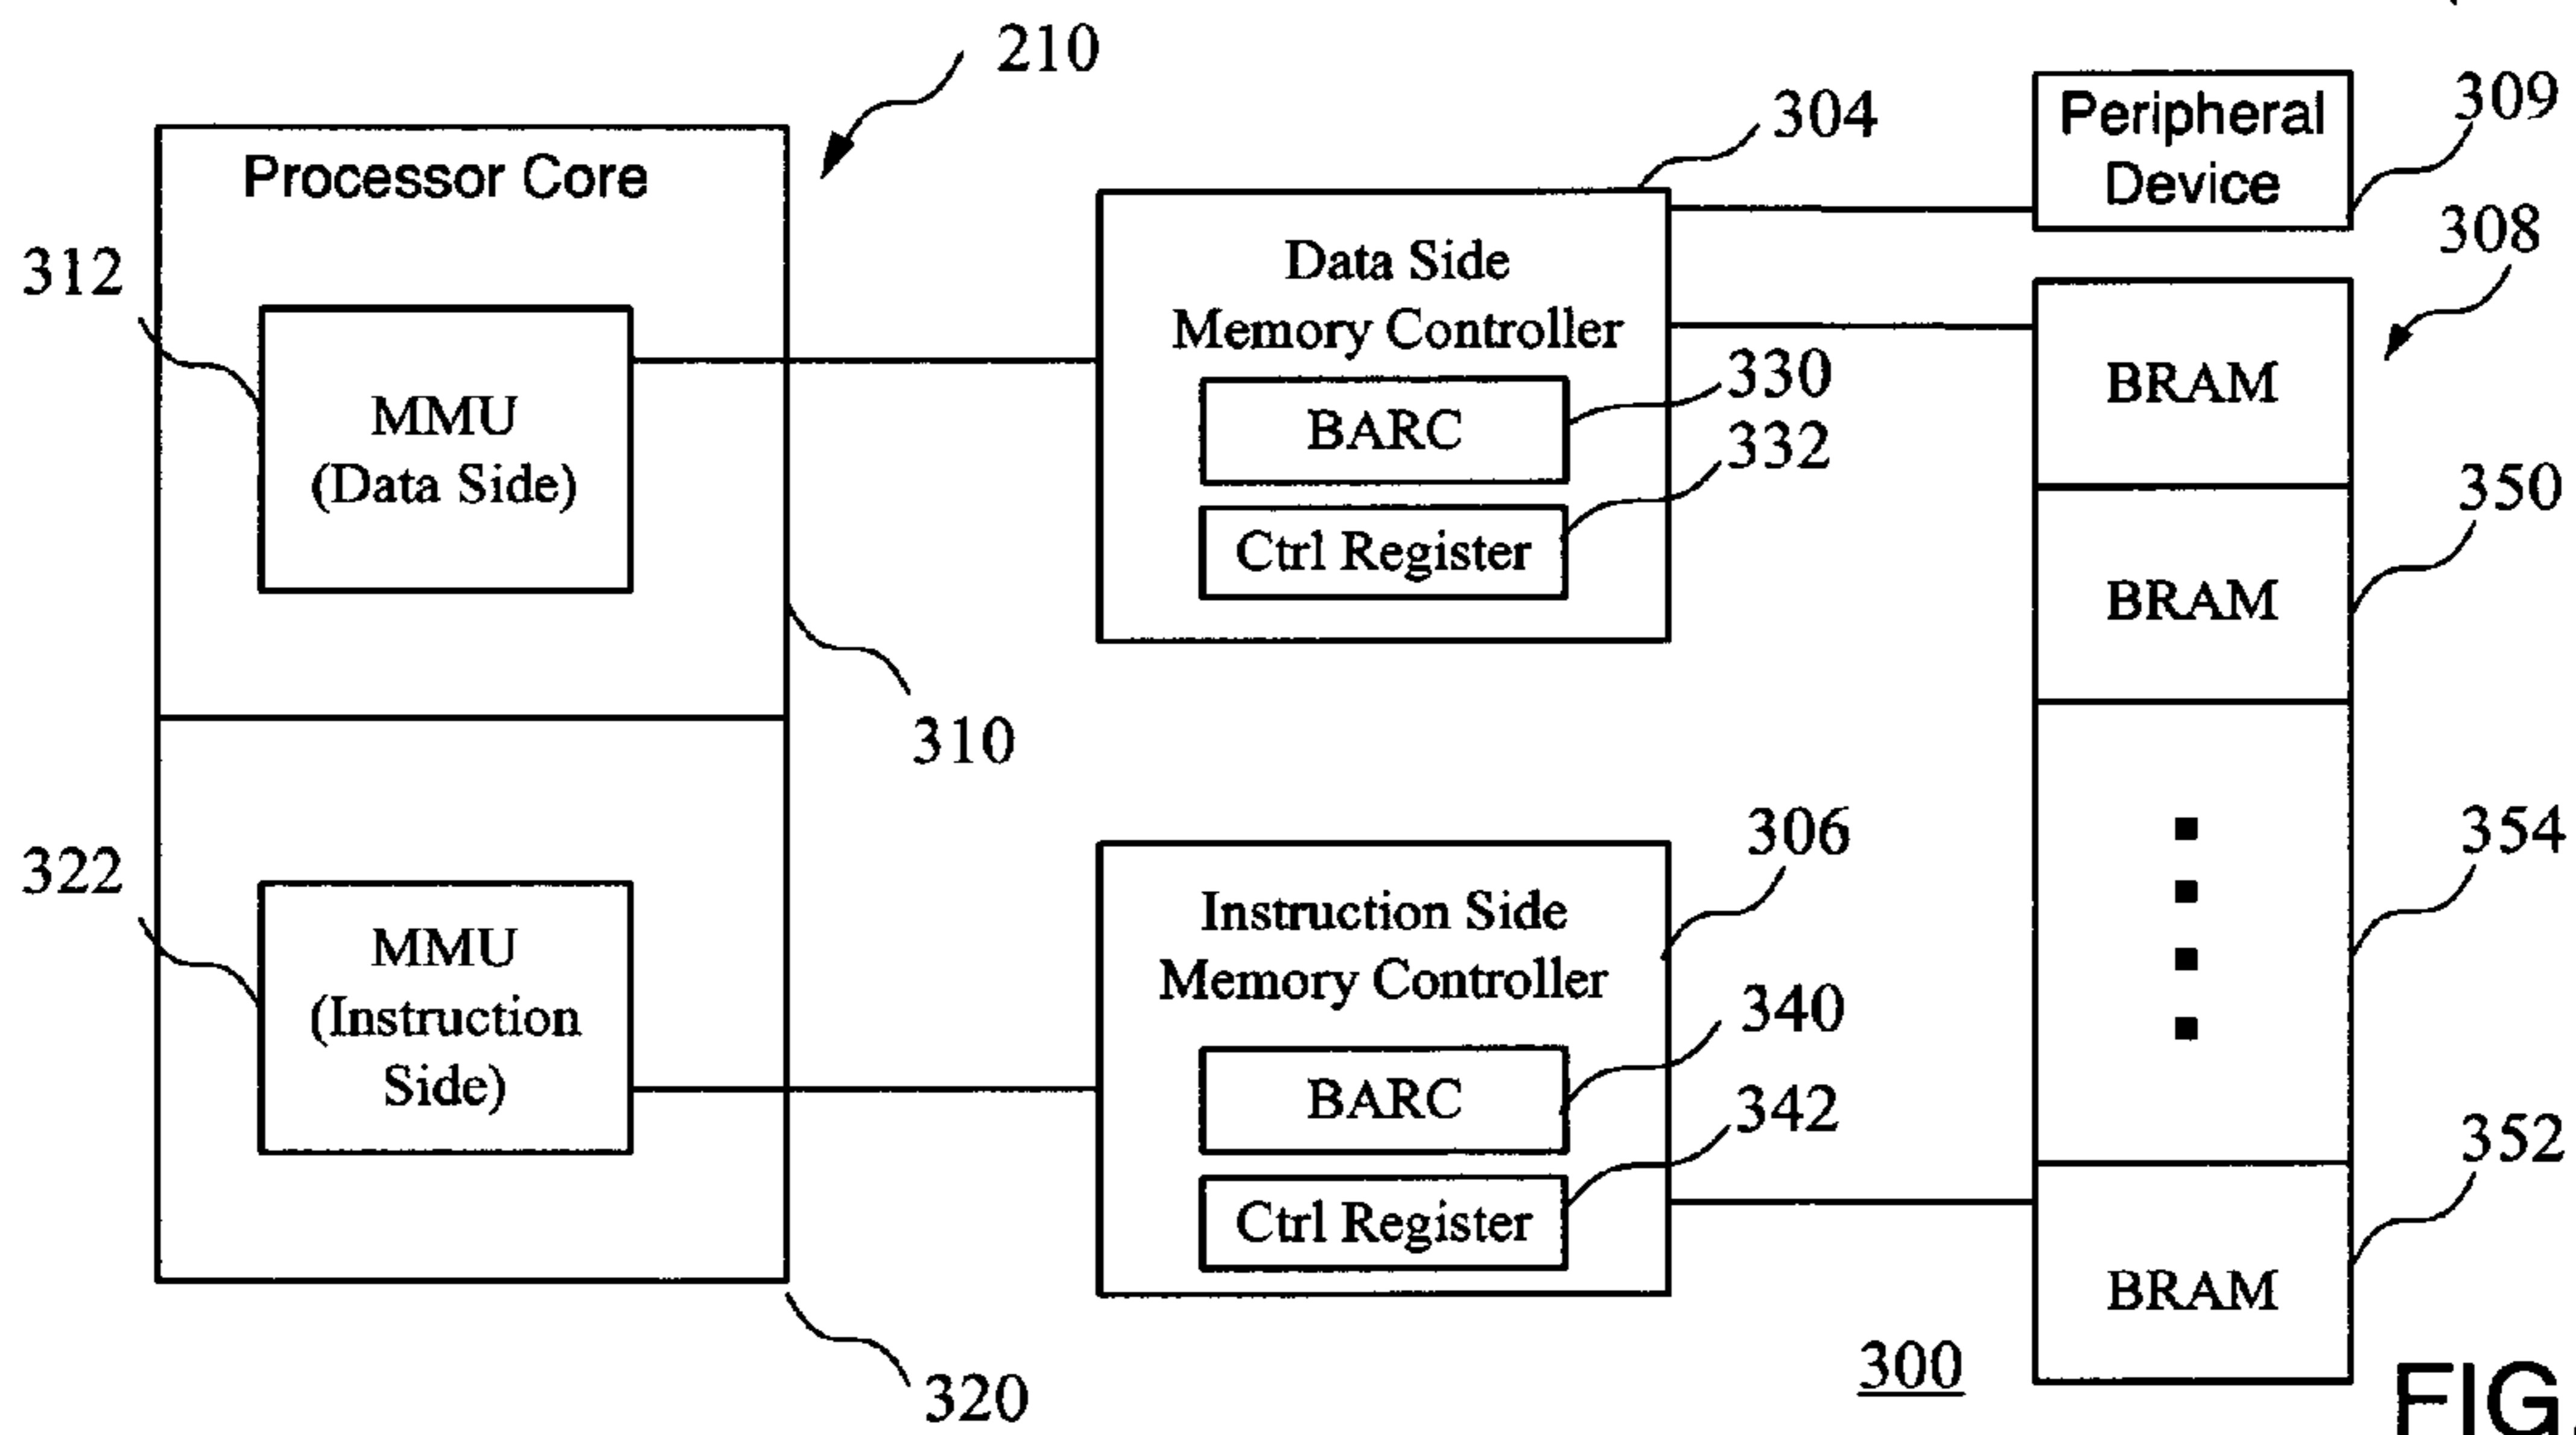 210
Processor Core
312
MMU
(Data Side)
310
322
MMU
(Instruction
Side)
320
304
Data Side
Memory Controller
BARC
330
332
Ctrl Register
306
Instruction Side
Memory Controller
340
BARC
342
Ctrl Register
300
Peripheral
Device
309
308
BRAM
350
BRAM
354
352
BRAM
FIG.